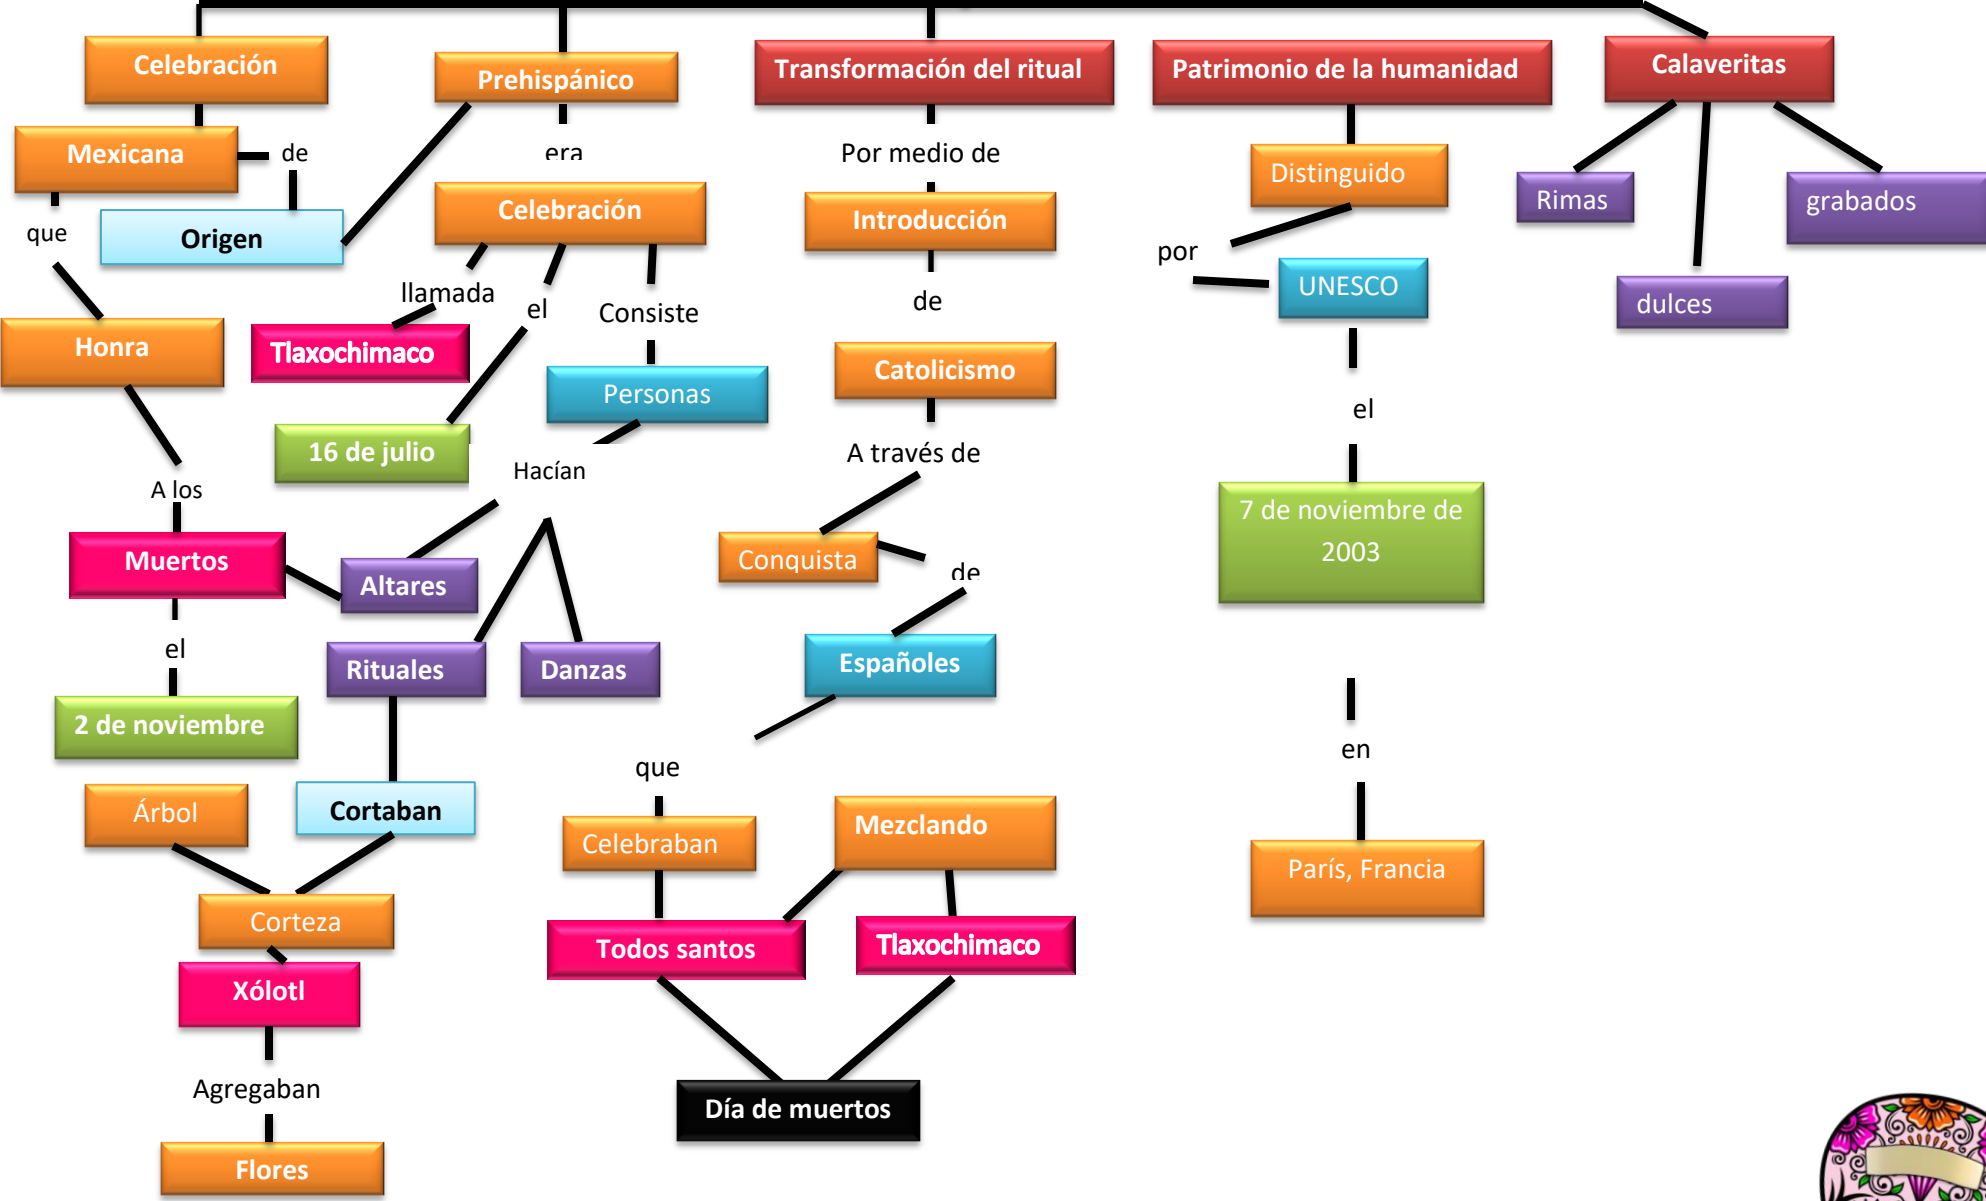 Celebración
Mexicana
de
Origen
que
Honra
A los
Muertos
el
2 de noviembre
Prehispánico
era
Celebración
llamada
Tlaxochimaco
el
16 de julio
Consiste
Personas
Hacían
Altares
Rituales
Danzas
Cortaban
Árbol
Corteza
Xólotl
Agregaban
Flores
Transformación del ritual
Por medio de
Introducción
de
Catolicismo
A través de
Conquista
de
Españoles
que
Celebraban
Mezclando
Todos santos
Tlaxochimaco
Día de muertos
Patrimonio de la humanidad
Distinguido
por
UNESCO
el
7 de noviembre de
2003
en
París, Francia
Calaveritas
Rimas
dulces
grabados